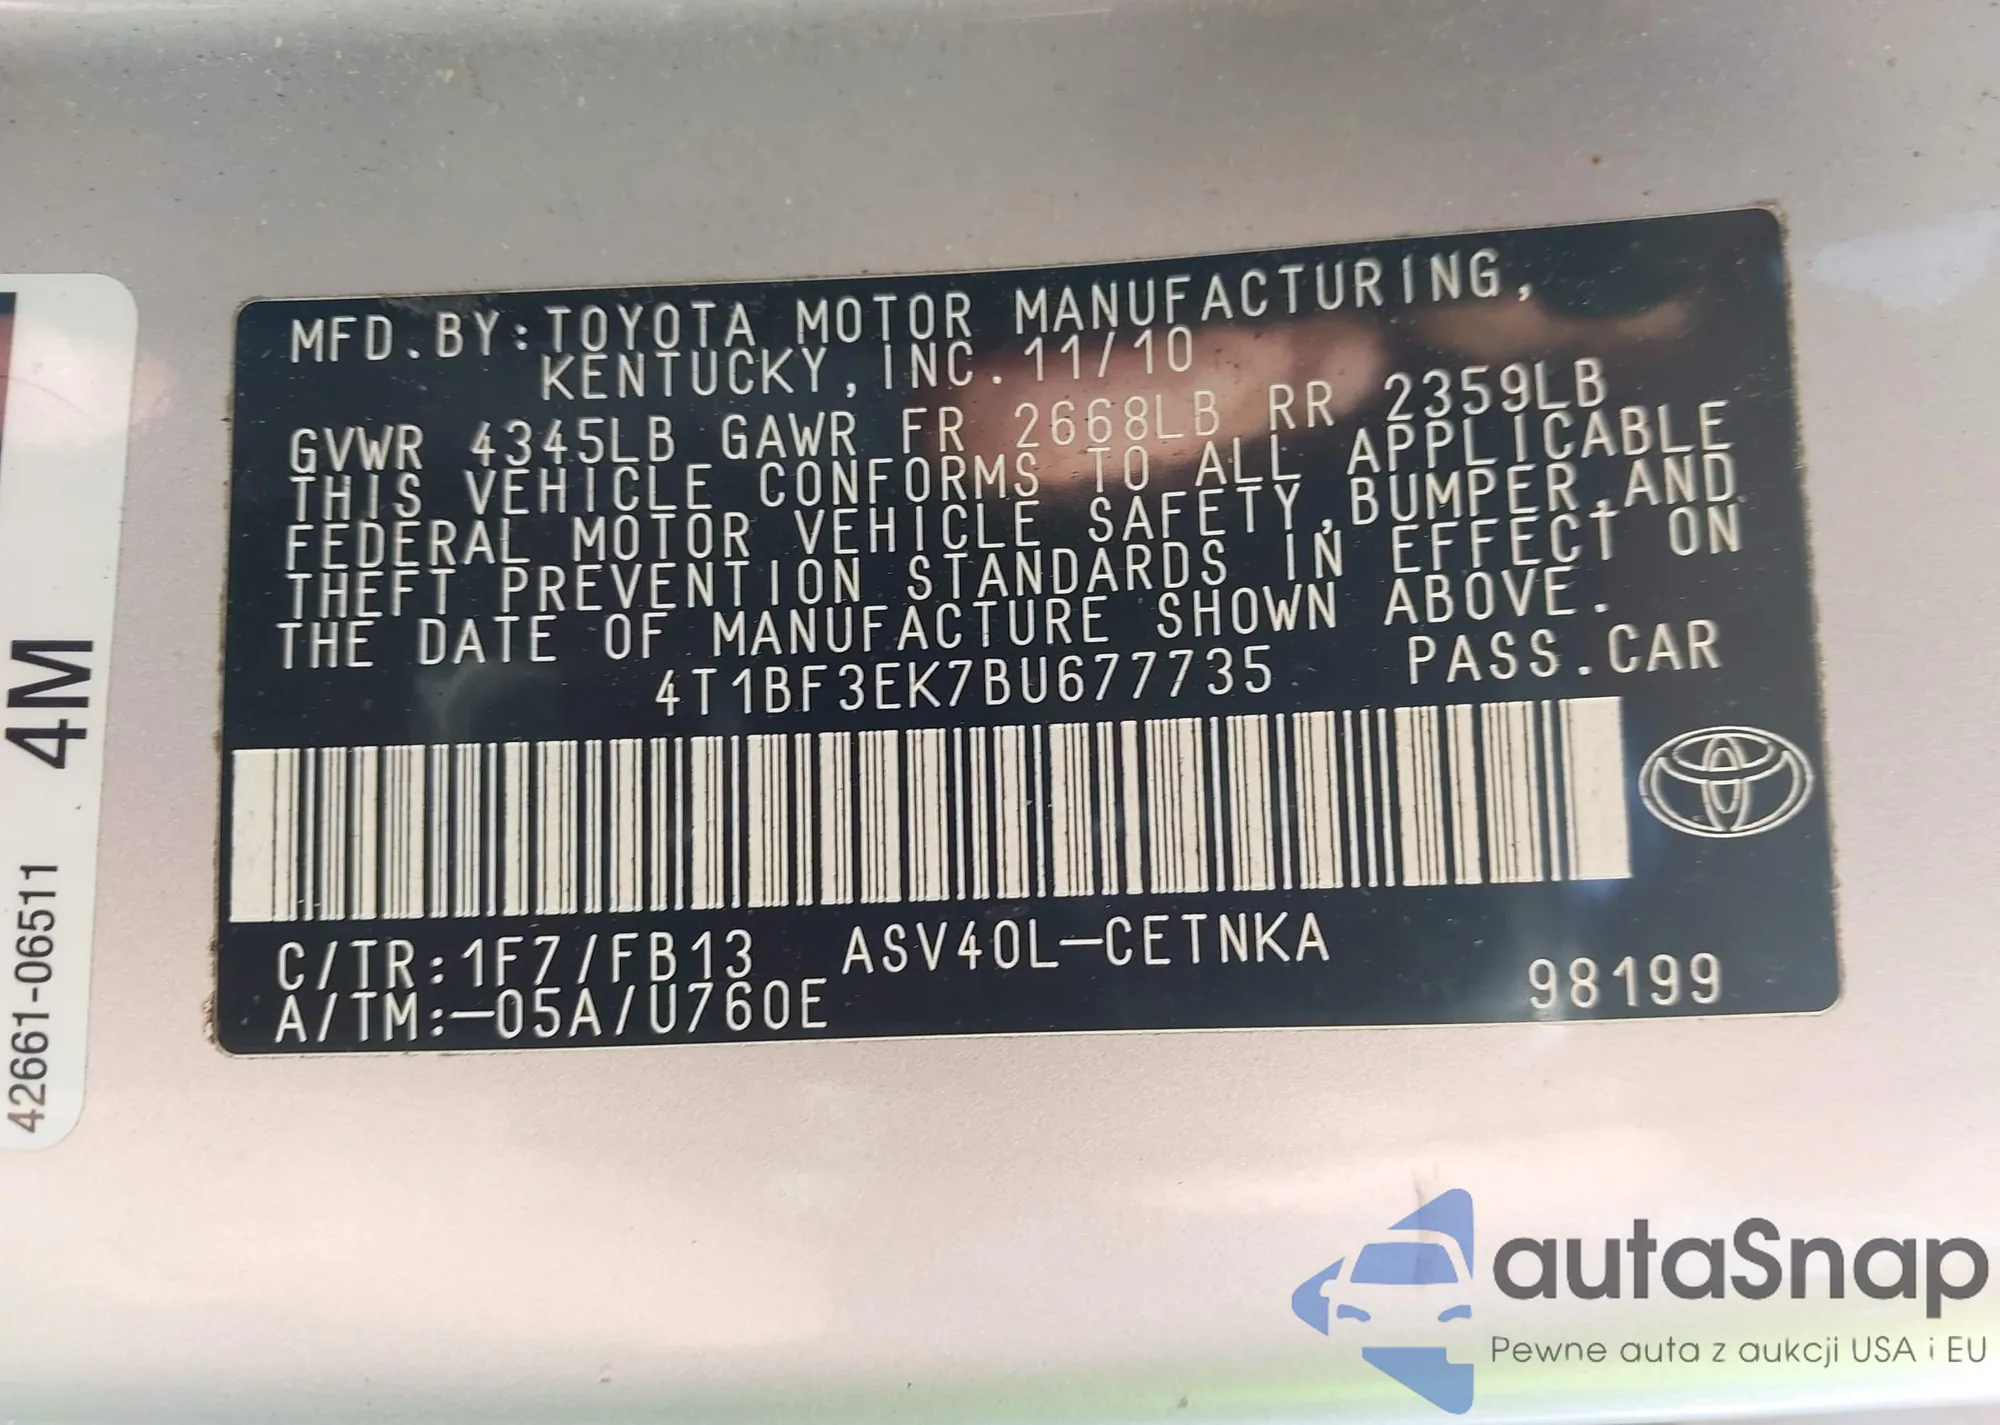 MFD.BY:TOYOTA MOTOR MANUFACTURING,
KENTUCKY,INC. 11/10
GVWR 4345LB GAWR FR 2668LB RR 2359LB
THIS VEHICLE CONFORMS TO ALL APPLICABLE
FEDERAL MOTOR VEHICLE SAFETY,BUMPER,AND
THEFT PREVENTION STANDARDS IN EFFECT ON
THE DATE OF MANUFACTURE SHOWN ABOVE.
4T1BF3EK7BU677735 PASS.CAR
C/TR:1F7/FB13 ASV40L-CETNKA
A/TM:-05A/U760E 98199
42661-06511 4M
autaSnap
Pewne auta z aukcji USA i EU